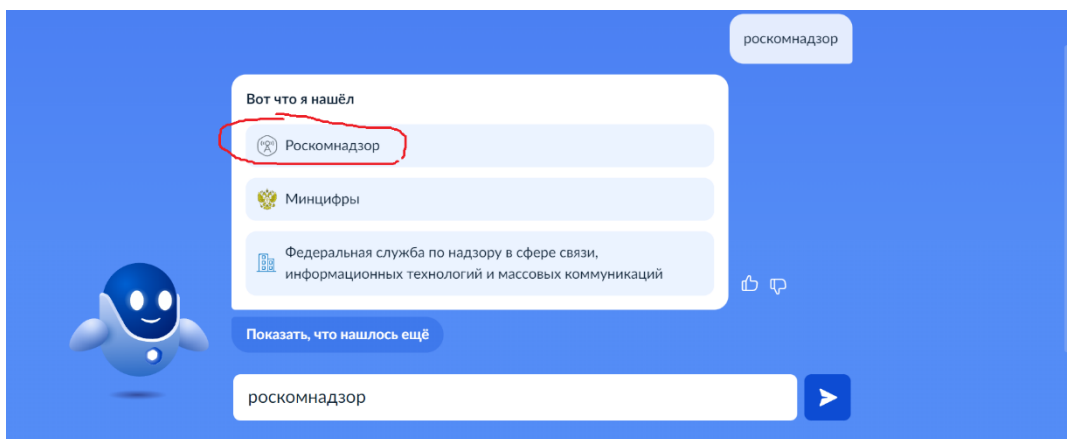 роскомнадзор
Вот что я нашёл
Роскомнадзор
Минцифры
Федеральная служба по надзору в сфере связи,
информационных технологий и массовых коммуникаций
Показать, что нашлось ещё
роскомнадзор